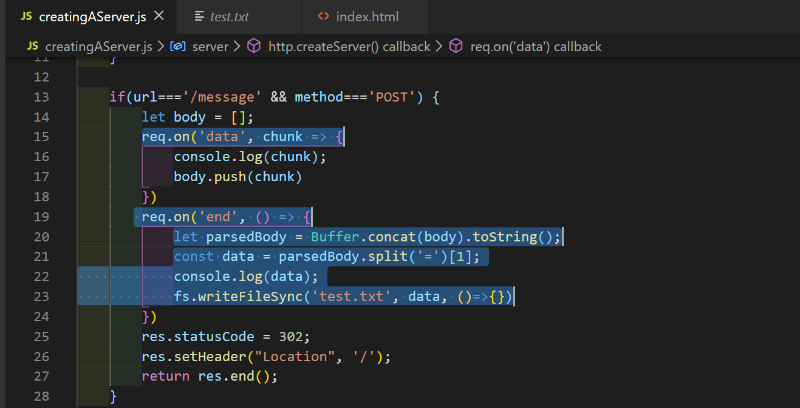 JS creatingAServer.js × test.txt <> index.html
JS creatingAServer.js > server > http.createServer() callback > req.on('data') callback
11 }
12
13 if(url==='/message' && method==='POST') {
14 let body = [];
15 req.on('data', chunk => {
16 console.log(chunk);
17 body.push(chunk)
18 })
19 req.on('end', () => {
20 let parsedBody = Buffer.concat(body).toString();
21 const data = parsedBody.split('=')[1];
22 console.log(data);
23 fs.writeFileSync('test.txt', data, ()=>{})
24 })
25 res.statusCode = 302;
26 res.setHeader("Location", '/');
27 return res.end();
28 }